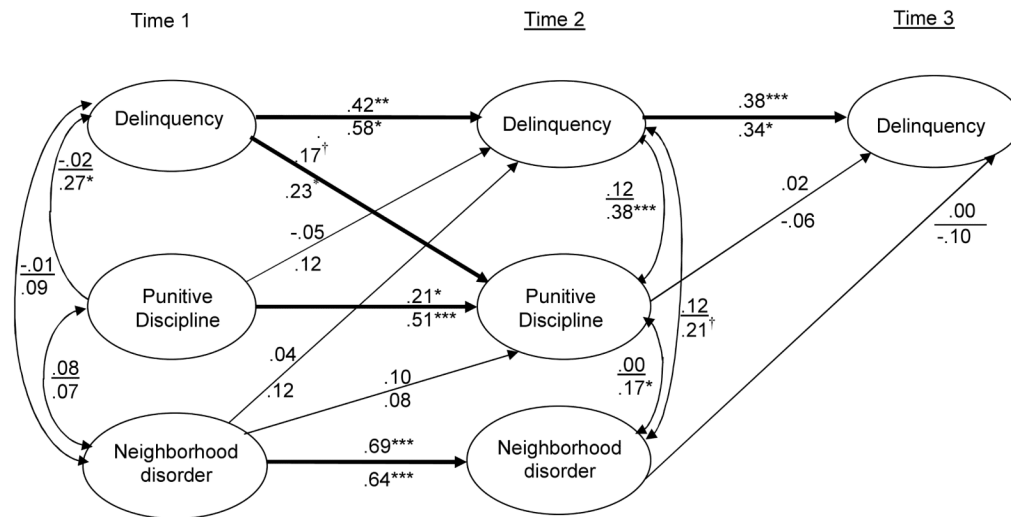 Time 1
Time 2
Time 3
Delinquency
.42**
.58*
Delinquency
.38***
.34*
Delinquency
.17†
.23*
-.02
.27*
.12
.38***
.02
-.06
.00
-.10
-.05
.12
-.01
.09
Punitive
Discipline
.21*
.51***
Punitive
Discipline
.12
.21†
.08
.07
.04
.12
.10
.08
.00
.17*
Neighborhood
disorder
.69***
.64***
Neighborhood
disorder